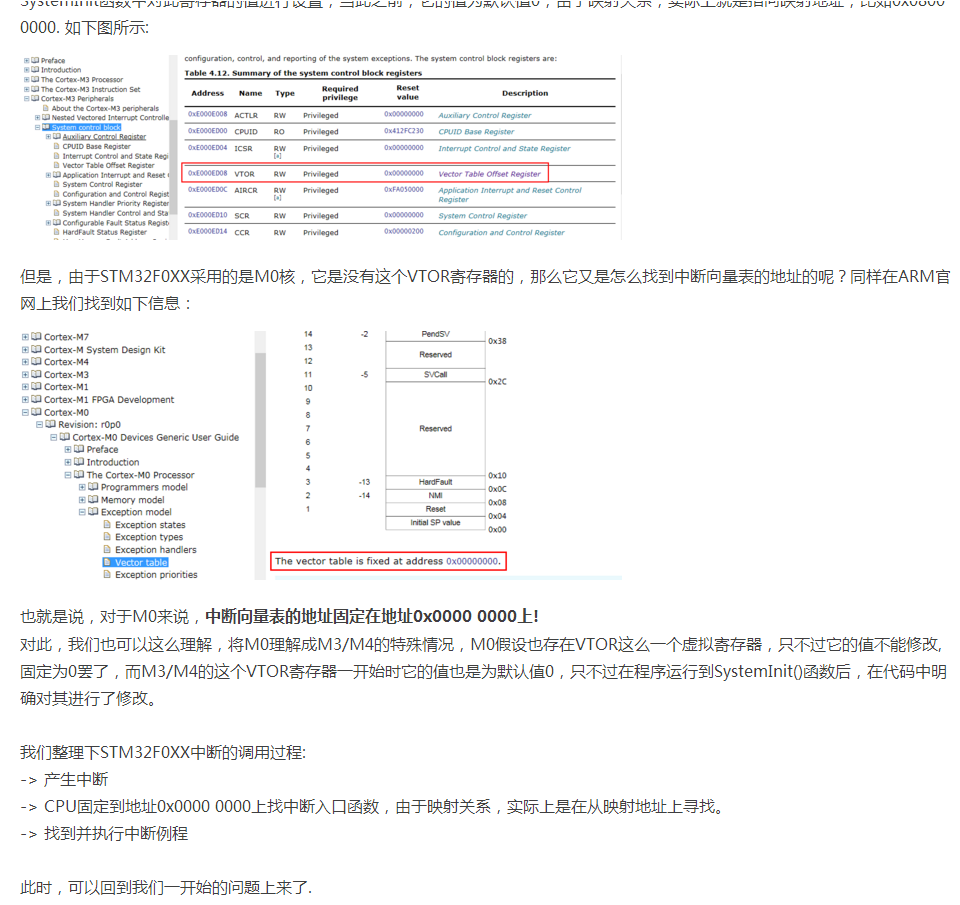 SystemInit函数中对此寄存器的值进行设置，当此之前，它的值为默认值0，由于映射关系，实际上就是指向映射地址，比如0x0800
0000. 如下图所示:
Preface
Introduction
The Cortex-M3 Processor
The Cortex-M3 Instruction Set
Cortex-M3 Peripherals
About the Cortex-M3 peripherals
Nested Vectored Interrupt Controlle
System control block
Auxiliary Control Register
CPUID Base Register
Interrupt Control and State Regi
Vector Table Offset Register
Application Interrupt and Reset (
System Control Register
Configuration and Control Regist
System Handler Priority Register
System Handler Control and Sta
Configurable Fault Status Registe
HardFault Status Register
configuration, control, and reporting of the system exceptions. The system control block registers are:
Table 4.12. Summary of the system control block registers
Address Name Type Required privilege Reset value Description
0xE000E008 ACTLR RW Privileged 0x00000000 Auxiliary Control Register
0xE000ED00 CPUID RO Privileged 0x412FC230 CPUID Base Register
0xE000ED04 ICSR RW [a] Privileged 0x00000000 Interrupt Control and State Register
0xE000ED08 VTOR RW Privileged 0x00000000 Vector Table Offset Register
0xE000ED0C AIRCR RW [a] Privileged 0xFA050000 Application Interrupt and Reset Control Register
0xE000ED10 SCR RW Privileged 0x00000000 System Control Register
0xE000ED14 CCR RW Privileged 0x00000200 Configuration and Control Register
但是，由于STM32F0XX采用的是M0核，它是没有这个VTOR寄存器的，那么它又是怎么找到中断向量表的地址的呢？同样在ARM官
网上我们找到如下信息：
Cortex-M7
Cortex-M System Design Kit
Cortex-M4
Cortex-M3
Cortex-M1
Cortex-M1 FPGA Development
Cortex-M0
Revision: r0p0
Cortex-M0 Devices Generic User Guide
Preface
Introduction
The Cortex-M0 Processor
Programmers model
Memory model
Exception model
Exception states
Exception types
Exception handlers
Vector table
Exception priorities
14 -2 PendSV
0x38
13 Reserved
12
11 -5 SVCall
0x2C
10
9
8
7 Reserved
6
5
4
0x10
3 -13 HardFault
0x0C
2 -14 NMI
0x08
1 Reset
0x04
Initial SP value
0x00
The vector table is fixed at address 0x00000000.
也就是说，对于M0来说，中断向量表的地址固定在地址0x0000 0000上!
对此，我们也可以这么理解，将M0理解成M3/M4的特殊情况，M0假设也存在VTOR这么一个虚拟寄存器，只不过它的值不能修改,
固定为0罢了，而M3/M4的这个VTOR寄存器一开始时它的值也是为默认值0，只不过在程序运行到SystemInit()函数后，在代码中明
确对其进行了修改。
我们整理下STM32F0XX中断的调用过程:
-> 产生中断
-> CPU固定到地址0x0000 0000上找中断入口函数，由于映射关系，实际上是在从映射地址上寻找。
-> 找到并执行中断例程
此时，可以回到我们一开始的问题上来了.